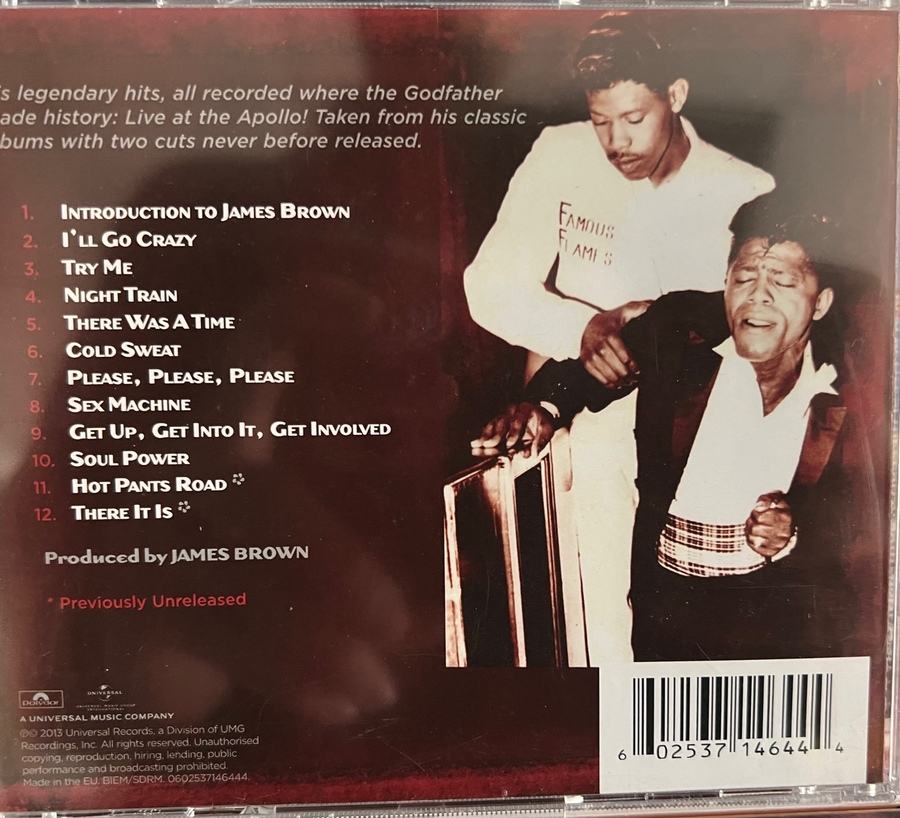 s legendary hits, all recorded where the Godfather
ade history: Live at the Apollo! Taken from his classic
bums with two cuts never before released.
1. INTRODUCTION TO JAMES BROWN
2. I'LL GO CRAZY
3. TRY ME
4. NIGHT TRAIN
5. THERE WAS A TIME
6. COLD SWEAT
7. PLEASE, PLEASE, PLEASE
8. SEX MACHINE
9. GET UP, GET INTO IT, GET INVOLVED
10. SOUL POWER
11. HOT PANTS ROAD *
12. THERE IT IS *
Produced by JAMES BROWN
* Previously Unreleased
FAMOUS
FLAMES
Polydor
UNIVERSAL
UNIVERSAL MUSIC GROUP
INTERNATIONAL
A UNIVERSAL MUSIC COMPANY
℗© 2013 Universal Records, a Division of UMG
Recordings, Inc. All rights reserved. Unauthorised
copying, reproduction, hiring, lending, public
performance and broadcasting prohibited.
Made in the EU. BIEM/SDRM. 0602537146444.
6 02537 14644 4